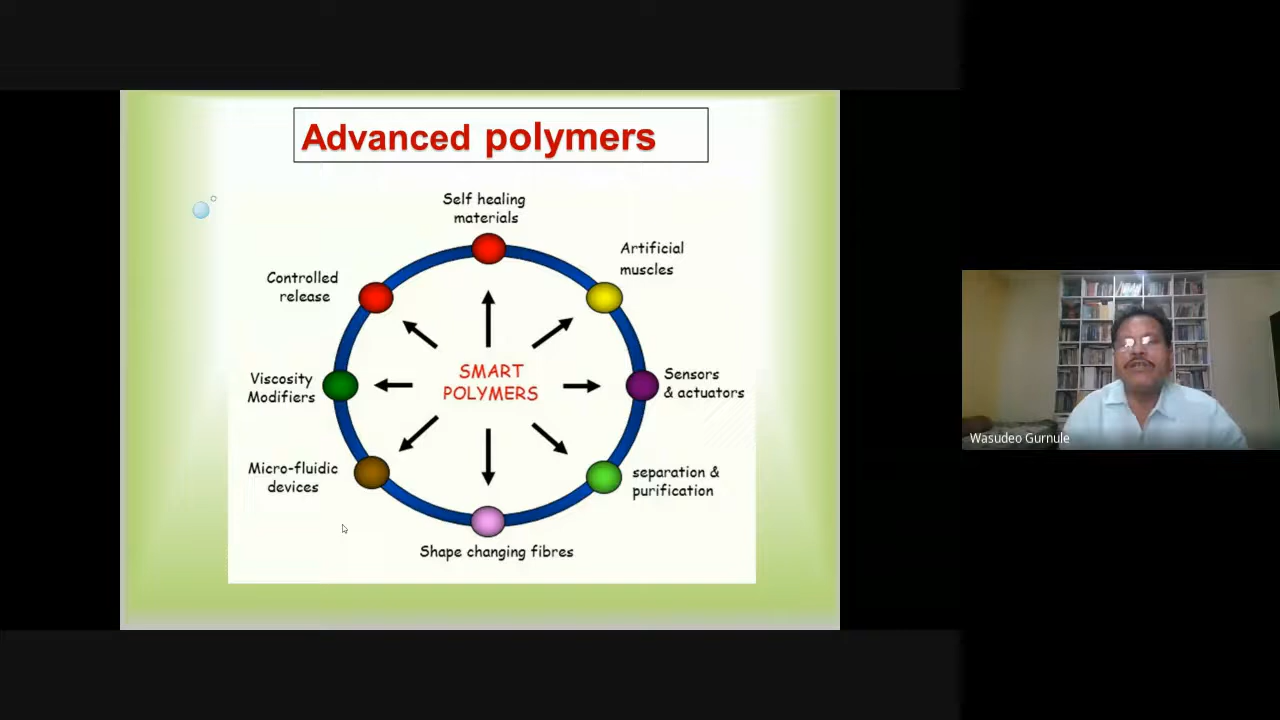 Advanced polymers
Self healing
materials
Artificial
muscles
Controlled
release
SMART
POLYMERS
Sensors
& actuators
Viscosity
Modifiers
separation &
purification
Micro-fluidic
devices
Shape changing fibres
Wasudeo Gurnule